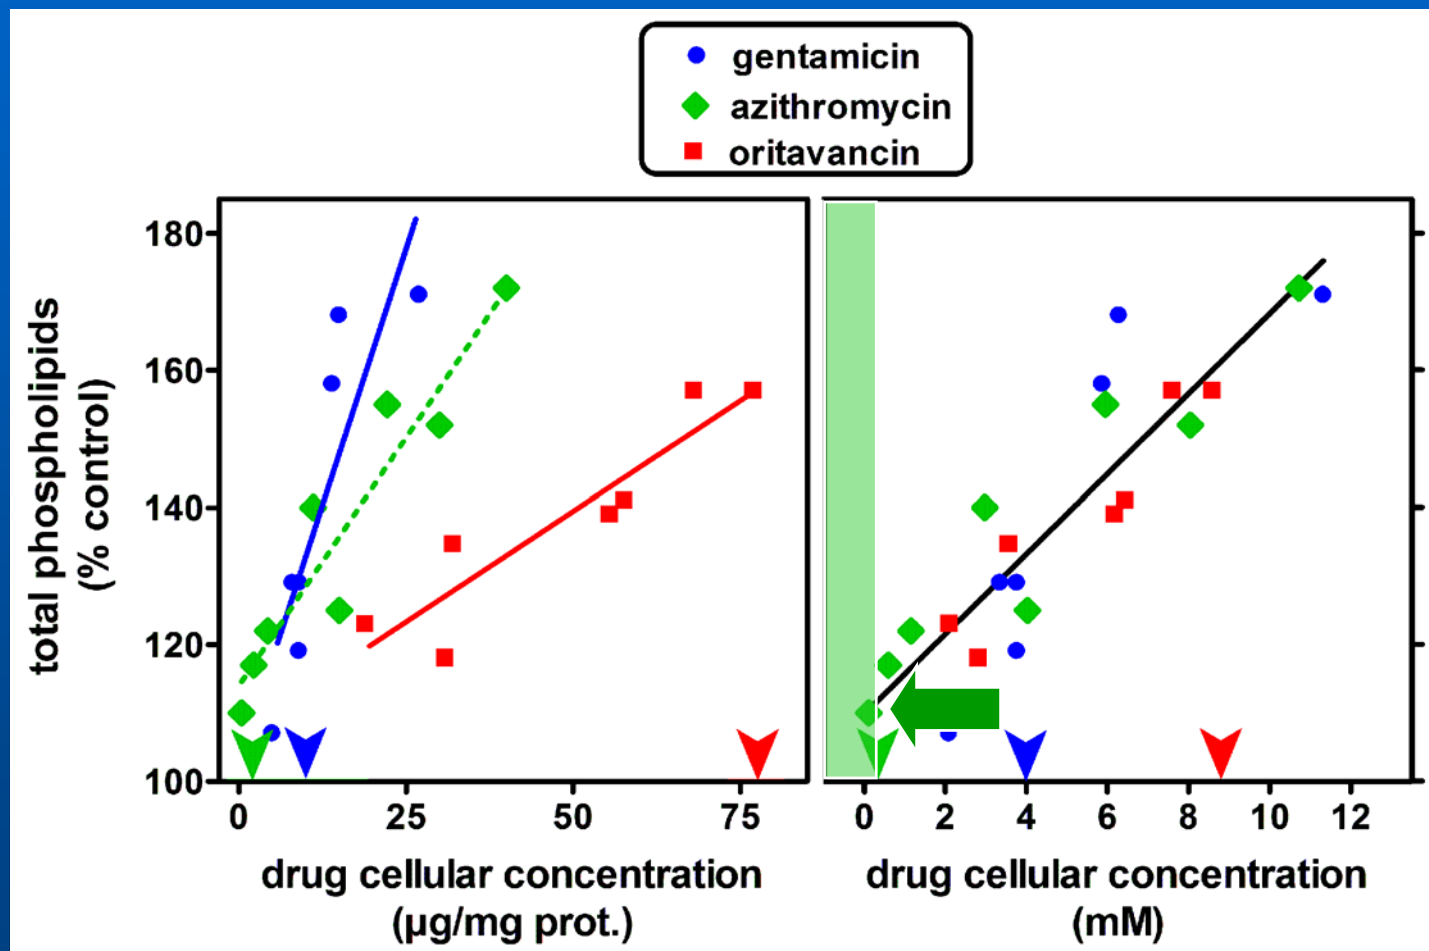 gentamicin
azithromycin
oritavancin
total phospholipids
(% control)
180
160
140
120
100
0 25 50 75
0 2 4 6 8 10 12
drug cellular concentration
(µg/mg prot.)
drug cellular concentration
(mM)